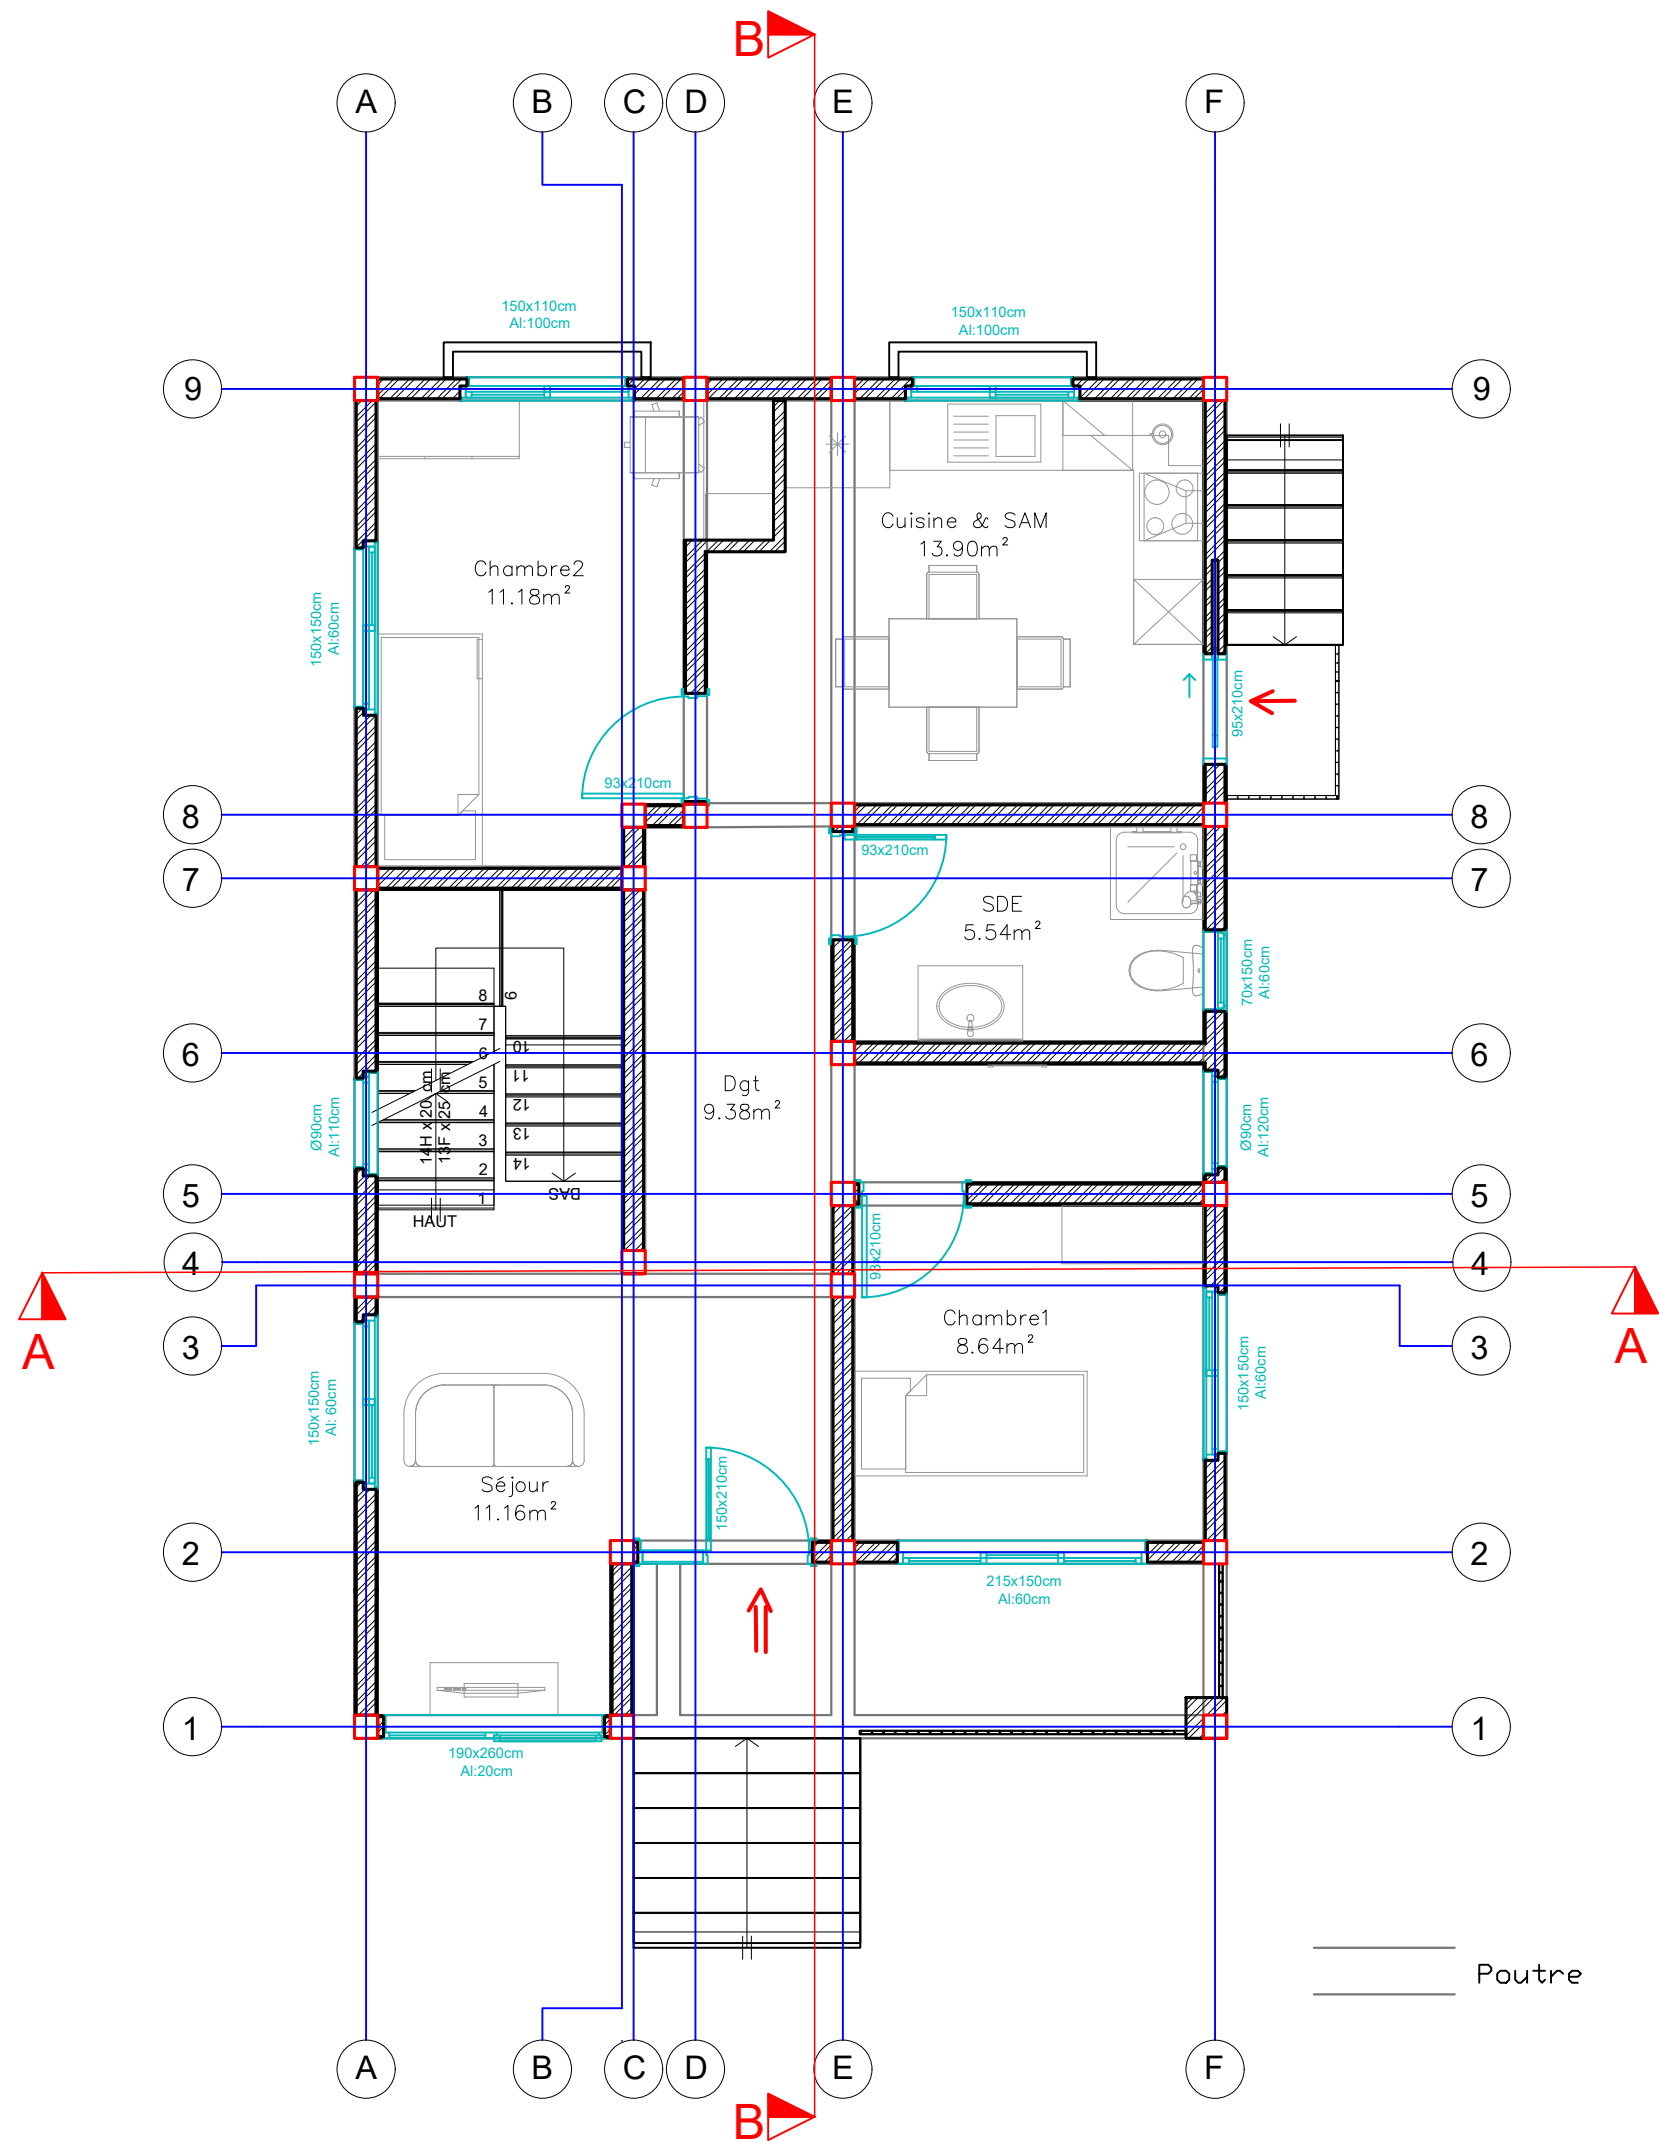 B
A B C D E F
150x110cm
Al:100cm
150x110cm
Al:100cm
9 9
Cuisine & SAM
13.90m²
Chambre2
11.18m²
150x150cm
Al:60cm
95x210cm
93x210cm
8 8
93x210cm
7 7
SDE
5.54m²
70x150cm
Al:60cm
8 9
7
6 6
6 10
5 11
4 12
3 13
2 14
1
14H x20 cm
13F x25 cm
Dgt
9.38m²
Ø90cm
Al:110cm
Ø90cm
Al:120cm
5 5
BAS
HAUT
93x210cm
4 4
A A
3 3
Chambre1
8.64m²
150x150cm
Al: 60cm
150x150cm
Al:60cm
Séjour
11.16m²
150x210cm
2 2
215x150cm
Al:60cm
1 1
190x260cm
Al:20cm
Poutre
A B C D E F
B